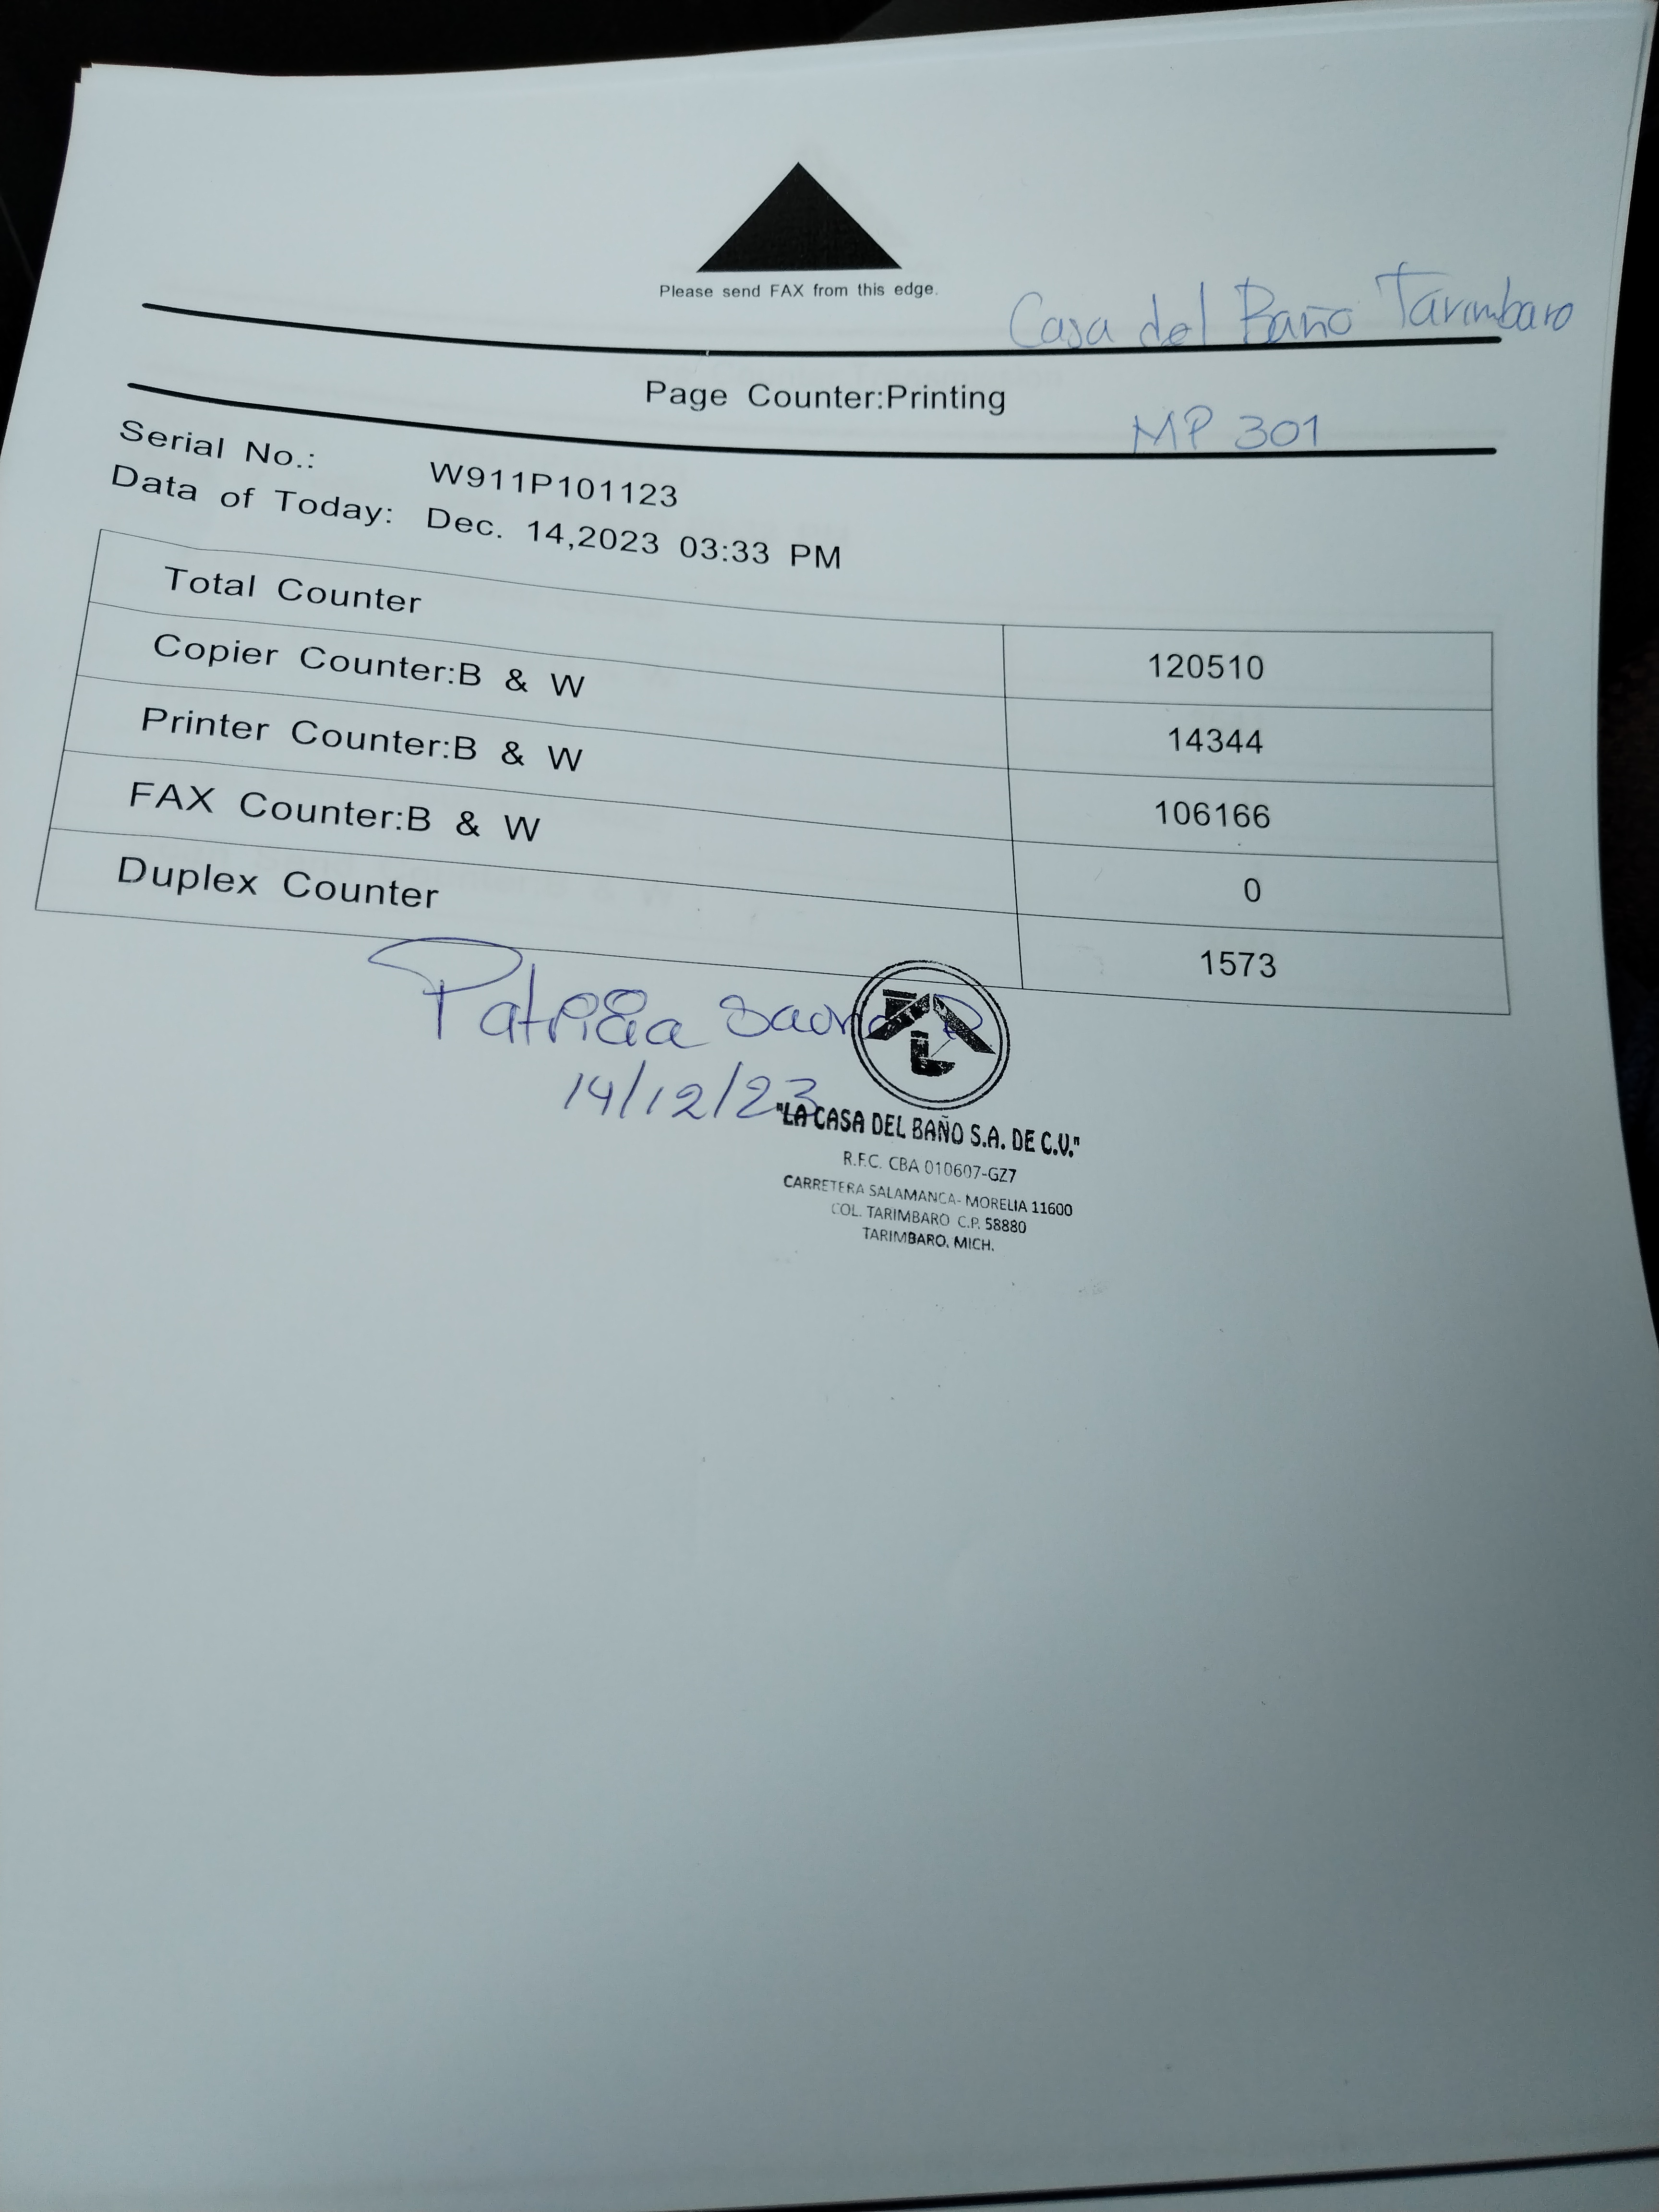 Please send FAX from this edge.
Casa del Baño Tarimbaro
Page Counter:Printing
MP 301
Serial No.: W911P101123
Data of Today: Dec. 14,2023 03:33 PM
Total Counter 120510
Copier Counter:B & W 14344
Printer Counter:B & W 106166
FAX Counter:B & W 0
Duplex Counter 1573
Patricia
14/12/23
"LA CASA DEL BAÑO S.A. DE C.V."
R.F.C. CBA 010607-GZ7
CARRETERA SALAMANCA- MORELIA 11600
COL. TARIMBARO C.P. 58880
TARIMBARO, MICH.